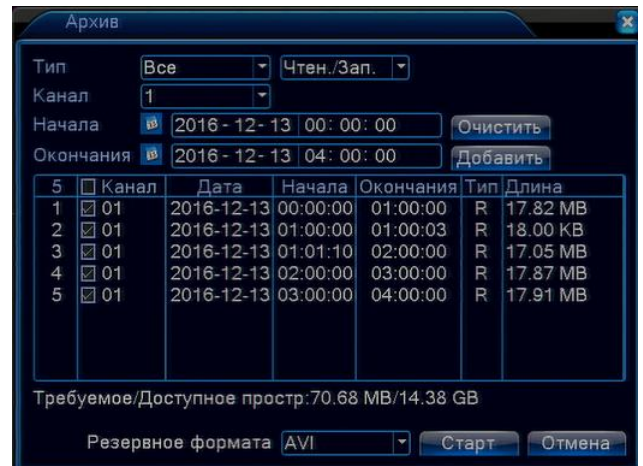 Архив
Тип Все Чтен./Зап.
Канал 1
Начала 2016-12-13 00:00:00 Очистить
Окончания 2016-12-13 04:00:00 Добавить
5 Канал Дата Начала Окончания Тип Длина
1 01 2016-12-13 00:00:00 01:00:00 R 17.82 MB
2 01 2016-12-13 01:00:00 01:00:03 R 18.00 KB
3 01 2016-12-13 01:01:10 02:00:00 R 17.05 MB
4 01 2016-12-13 02:00:00 03:00:00 R 17.87 MB
5 01 2016-12-13 03:00:00 04:00:00 R 17.91 MB
Требуемое/Доступное простр:70.68 MB/14.38 GB
Резервное формата AVI Старт Отмена